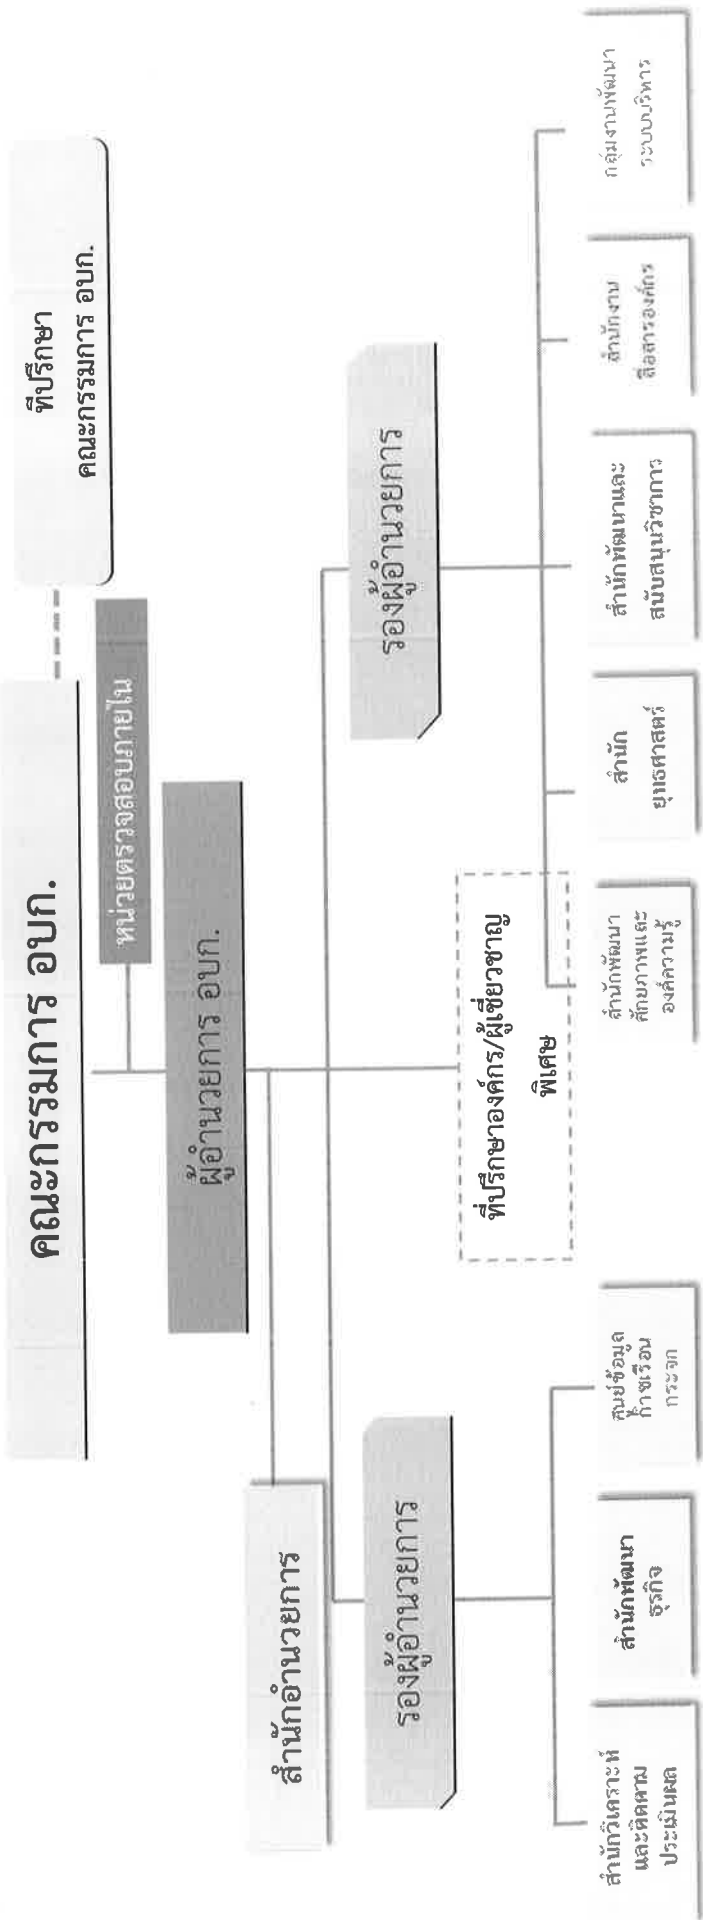 คณะกรรมการ อบก.
ที่ปรึกษา
คณะกรรมการ อบก.
หน่วยตรวจสอบภายใน
ผู้อำนวยการ อบก.
สำนักอำนวยการ
รองผู้อำนวยการ
รองผู้อำนวยการ
ที่ปรึกษาองค์กร/ผู้เชี่ยวชาญ
พิเศษ
สำนักวิเคราะห์
และติดตาม
ประเมินผล
สำนักพัฒนา
ธุรกิจ
ศูนย์ข้อมูล
ก๊าซเรือน
กระจก
สำนักพัฒนา
ศักยภาพและ
องค์ความรู้
สำนัก
ยุทธศาสตร์
สำนักพัฒนาและ
สนับสนุนวิชาการ
สำนักงาน
สื่อสารองค์กร
กลุ่มงานพัฒนา
ระบบบริหาร